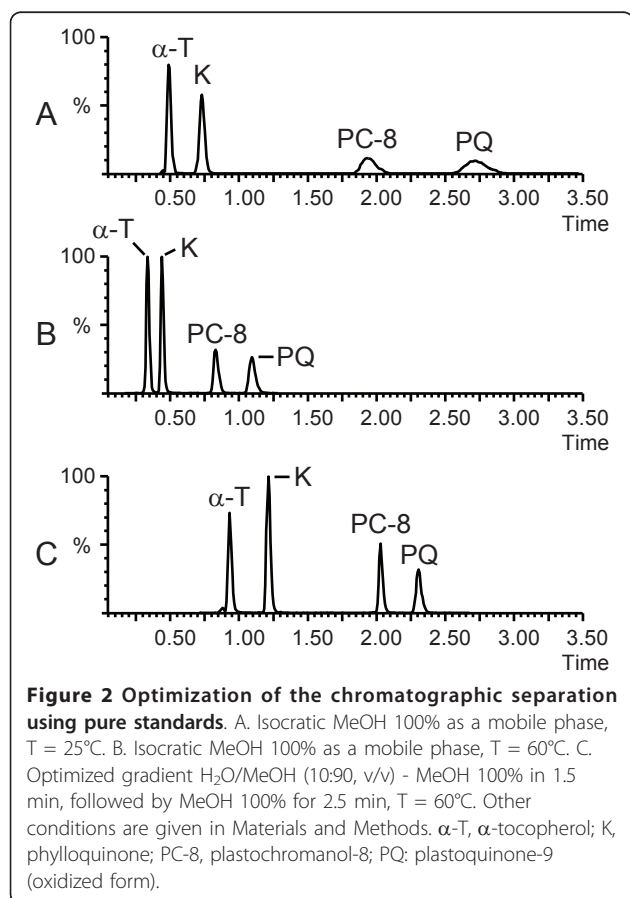 100
α-T
K
%
A
PC-8
PQ
0.50 1.00 1.50 2.00 2.50 3.00 3.50
Time
α-T
K
100
%
B
PC-8
PQ
0.50 1.00 1.50 2.00 2.50 3.00 3.50
Time
100
K
α-T
%
C
PC-8
PQ
0.50 1.00 1.50 2.00 2.50 3.00 3.50
Time
Figure 2 Optimization of the chromatographic separation
using pure standards. A. Isocratic MeOH 100% as a mobile phase,
T = 25°C. B. Isocratic MeOH 100% as a mobile phase, T = 60°C. C.
Optimized gradient H₂O/MeOH (10:90, v/v) - MeOH 100% in 1.5
min, followed by MeOH 100% for 2.5 min, T = 60°C. Other
conditions are given in Materials and Methods. α-T, α-tocopherol; K,
phylloquinone; PC-8, plastochromanol-8; PQ: plastoquinone-9
(oxidized form).